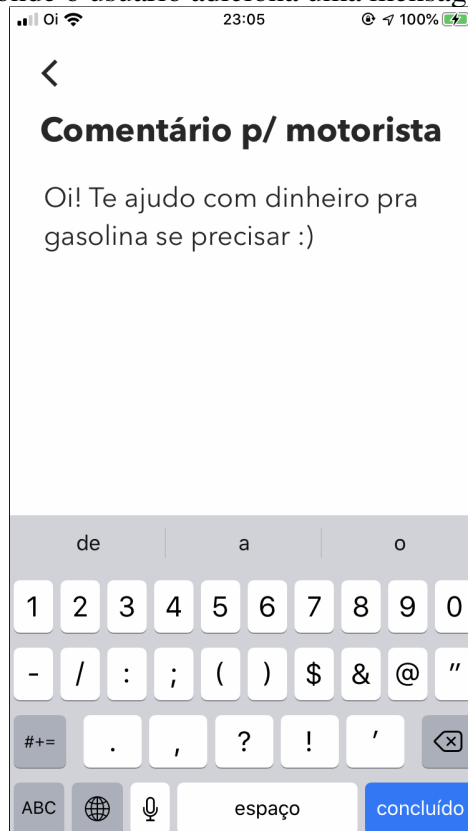 onde o usuário adiciona uma mensag
Oi 23:05 100%
Comentário p/ motorista
Oi! Te ajudo com dinheiro pra
gasolina se precisar :)
de a o
1 2 3 4 5 6 7 8 9 0
- / : ; ( ) $ & @ "
#+= . , ? ! '
ABC espaço concluído